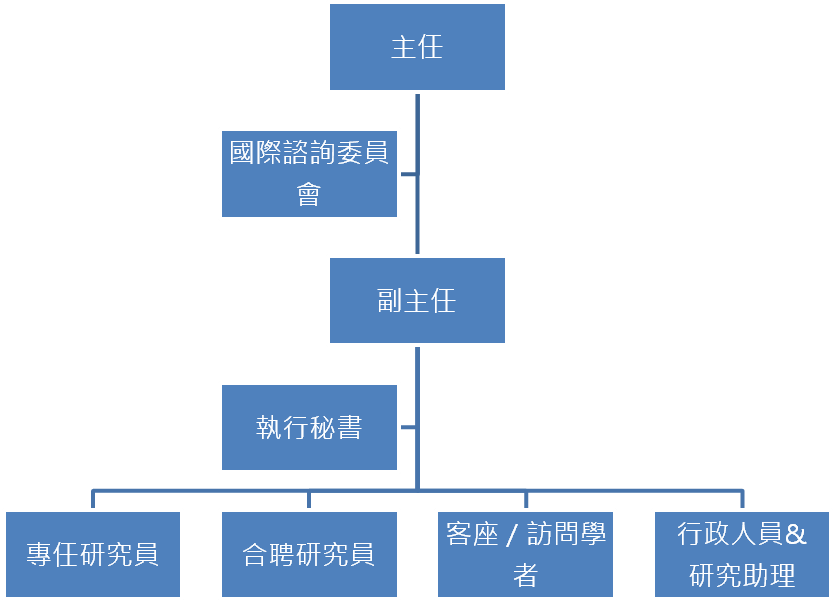 主任
國際諮詢委員
會
副主任
執行秘書
專任研究員
合聘研究員
客座 / 訪問學
者
行政人員&
研究助理